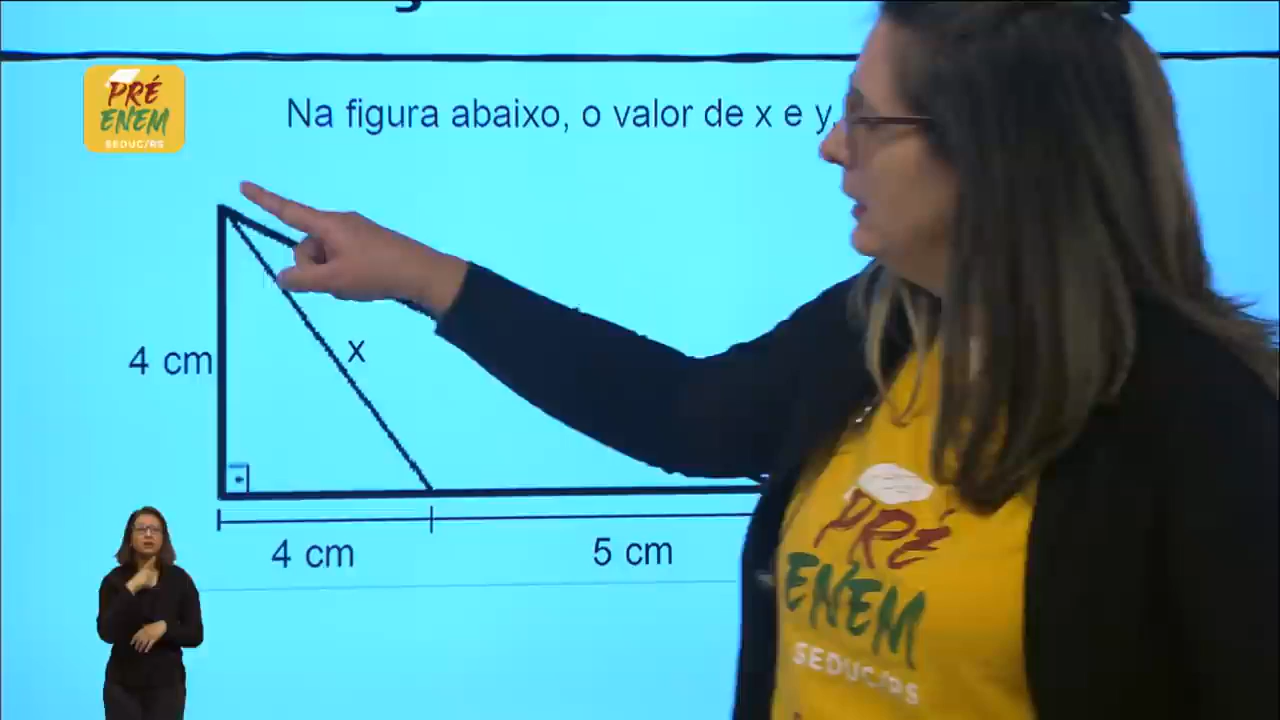 PRÉ
ENEM
SEDUC/RS
Na figura abaixo, o valor de x e y,
x
4 cm
4 cm
5 cm
PRÉ
ENEM
SEDUC/RS